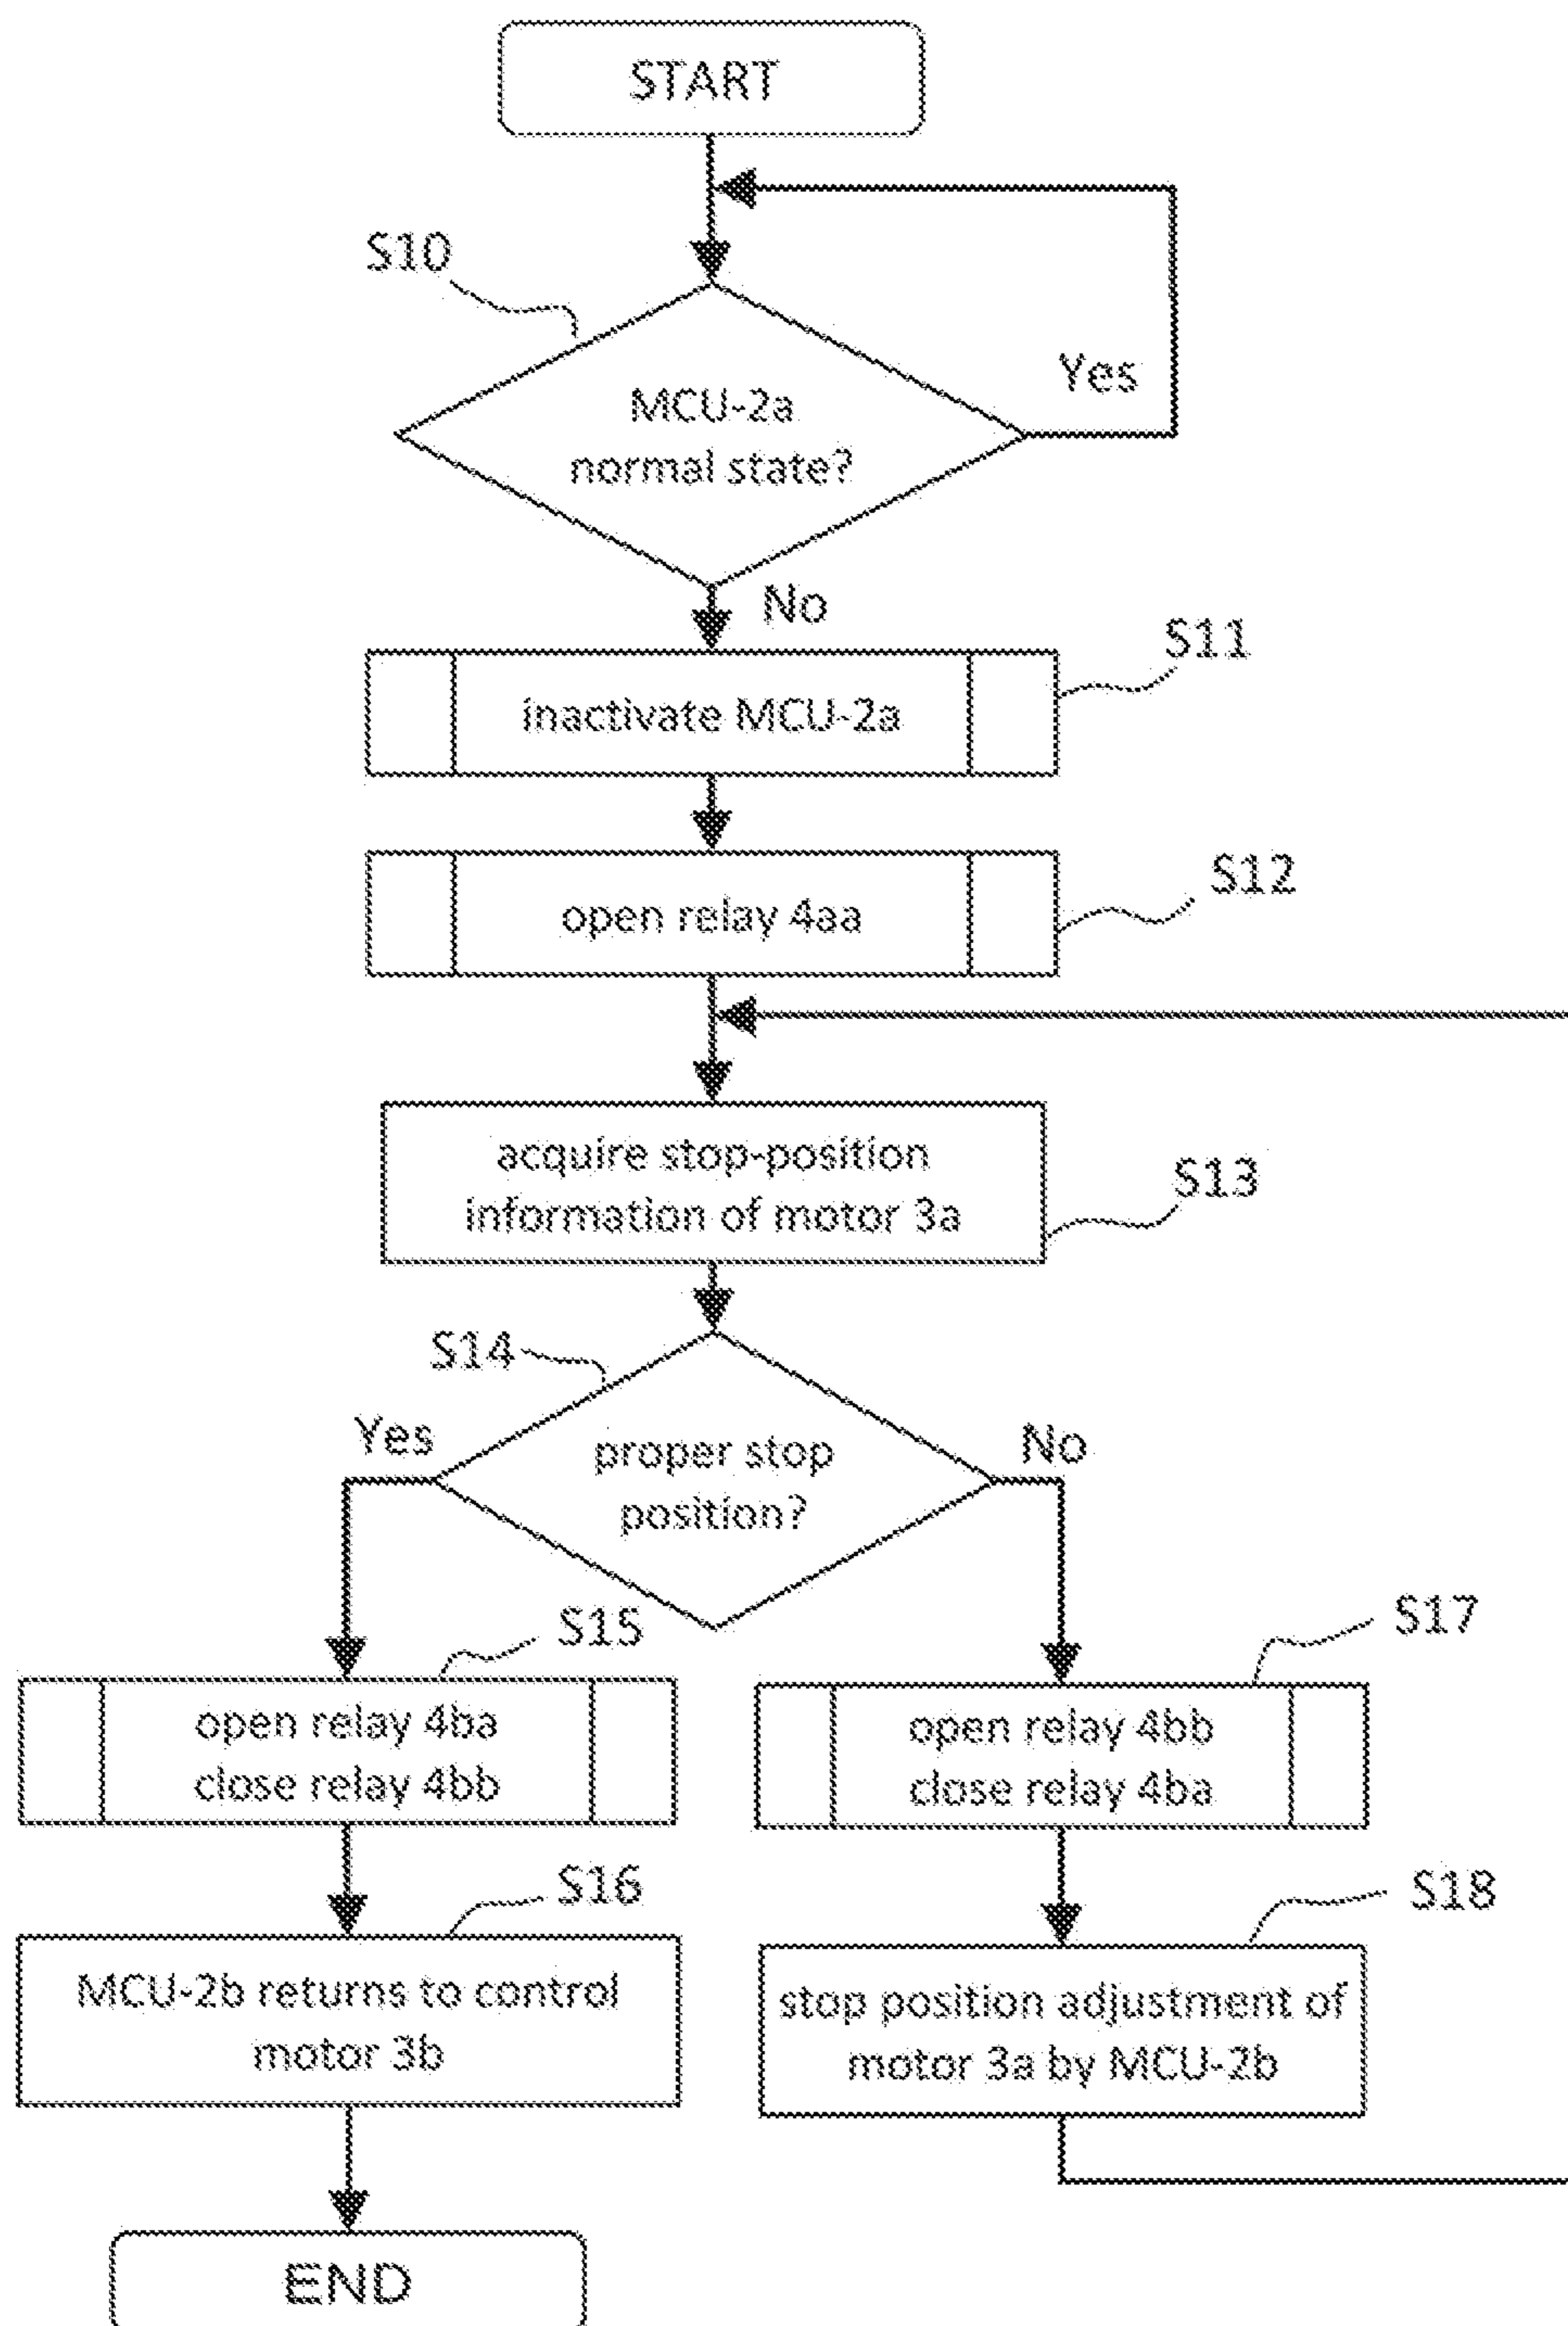 START
S10
Yes
MCU-2a
normal state?
No
S11
inactivate MCU-2a
S12
open relay 4aa
acquire stop-position
information of motor 3a
S13
S14
Yes
No
proper stop
position?
S15
S17
open relay 4ba
close relay 4bb
open relay 4bb
close relay 4ba
S16
S18
MCU-2b returns to control
motor 3b
stop position adjustment of
motor 3a by MCU-2b
END